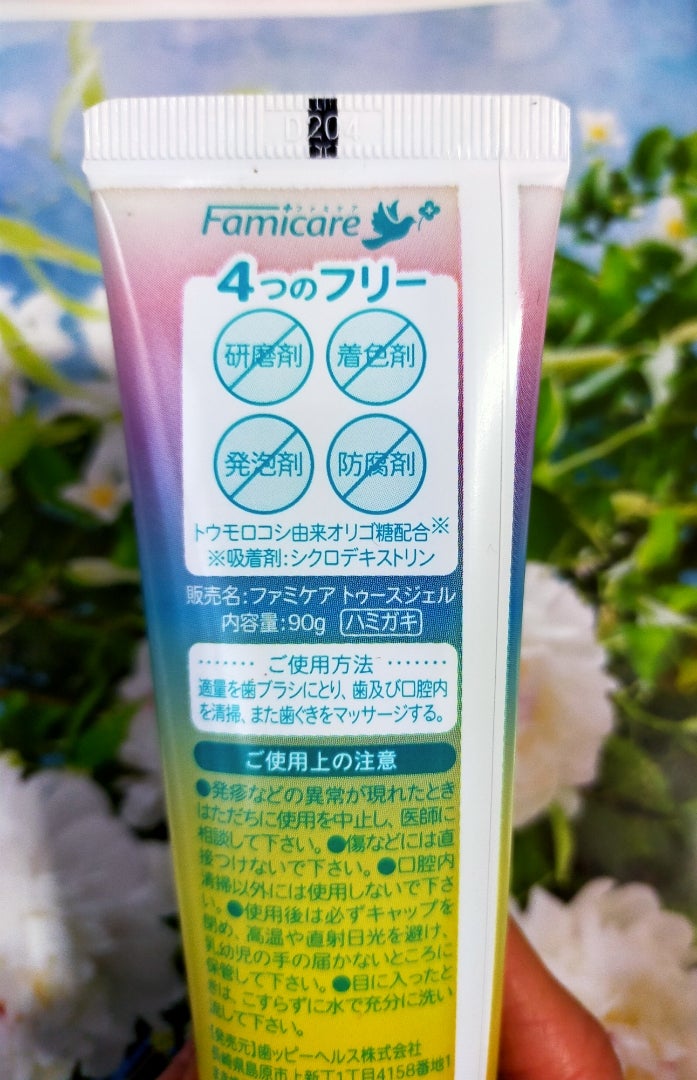 D204
ファミケア
Famicare
4つのフリー
研磨剤 着色剤
発泡剤 防腐剤
トウモロコシ由来オリゴ糖配合※
※吸着剤:シクロデキストリン
販売名:ファミケア トゥースジェル
内容量:90g ハミガキ
ご使用方法
適量を歯ブラシにとり、歯及び口腔内
を清掃、また歯ぐきをマッサージする。
ご使用上の注意
●発疹などの異常が現れたとき
はただちに使用を中止し、医師に
相談して下さい。●傷などには直
接つけないで下さい。●口腔内
清掃以外には使用しないで下さ
い。●使用後は必ずキャップを
閉め、高温や直射日光を避け、
乳幼児の手の届かないところに
保管して下さい。●目に入ったと
きは、こすらずに水で充分に洗い
流して下さい。
【発売元】歯ッピーヘルス株式会社
長崎県島原市上新丁1丁目4158番地1